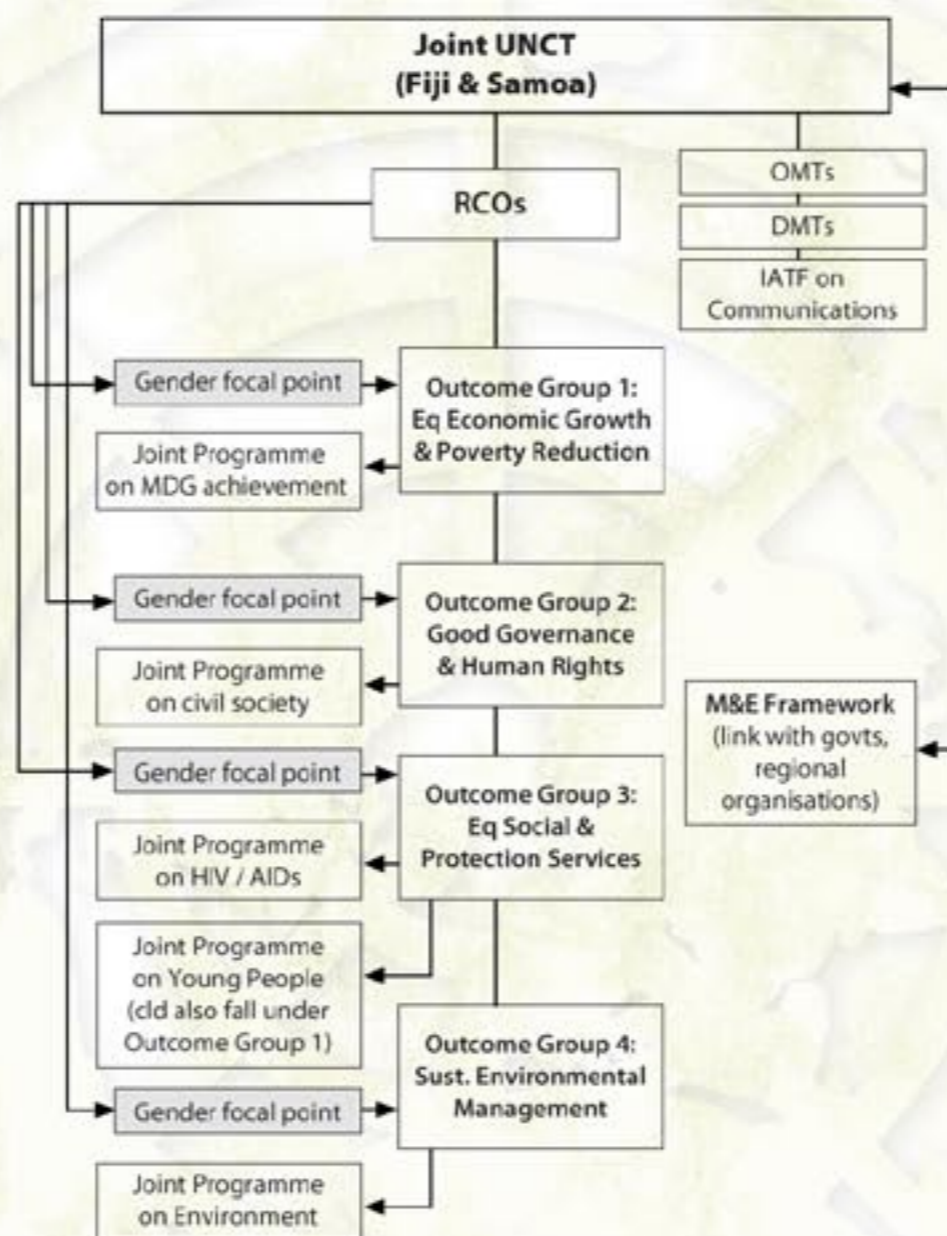 Joint UNCT
(Fiji & Samoa)
RCOs
OMTs
DMTs
IATF on
Communications
Gender focal point
Outcome Group 1:
Eq Economic Growth
& Poverty Reduction
Joint Programme
on MDG achievement
Gender focal point
Outcome Group 2:
Good Governance
& Human Rights
Joint Programme
on civil society
M&E Framework
(link with govts,
regional
organisations)
Gender focal point
Outcome Group 3:
Eq Social &
Protection Services
Joint Programme
on HIV / AIDs
Joint Programme
on Young People
(cld also fall under
Outcome Group 1)
Outcome Group 4:
Sust. Environmental
Management
Gender focal point
Joint Programme
on Environment